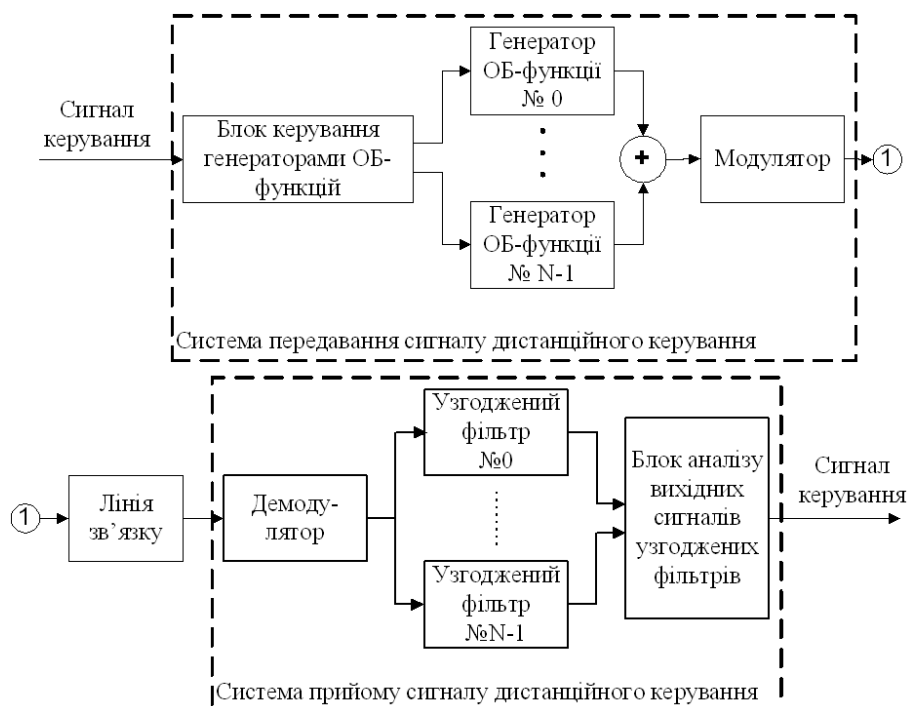 Сигнал
керування
Блок керування
генераторами ОБ-
функцій
Генератор
ОБ-функції
№ 0
Генератор
ОБ-функції
№ N-1
+
Модулятор
1
Система передавання сигналу дистанційного керування
1
Лінія
зв’язку
Демоду-
лятор
Узгоджений
фільтр
№0
Узгоджений
фільтр
№N-1
Блок аналізу
вихідних
сигналів
узгоджених
фільтрів
Сигнал
керування
Система прийому сигналу дистанційного керування